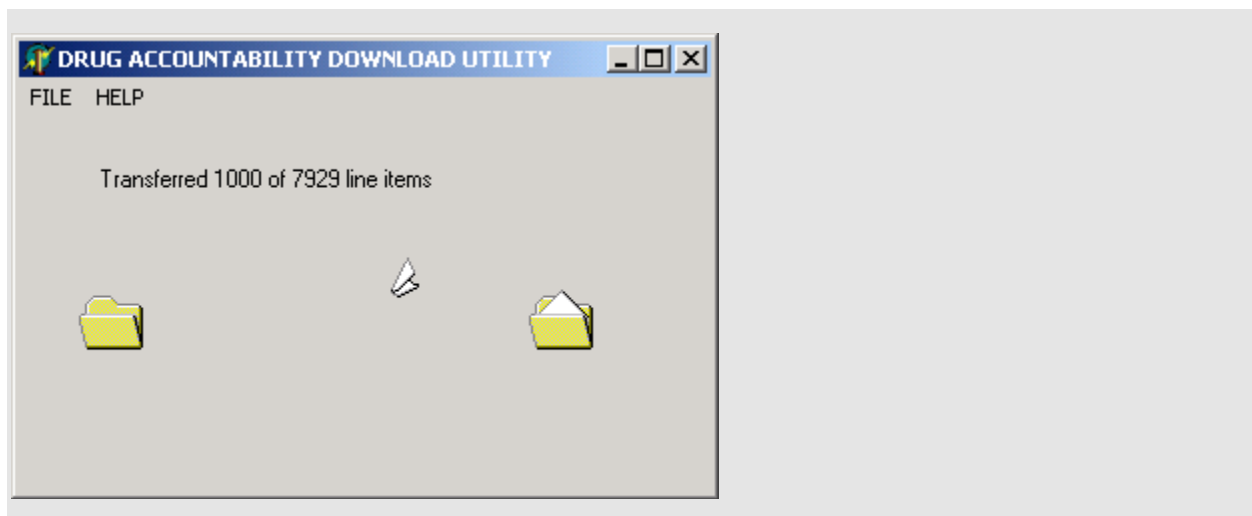 DRUG ACCOUNTABILITY DOWNLOAD UTILITY
FILE HELP
Transferred 1000 of 7929 line items